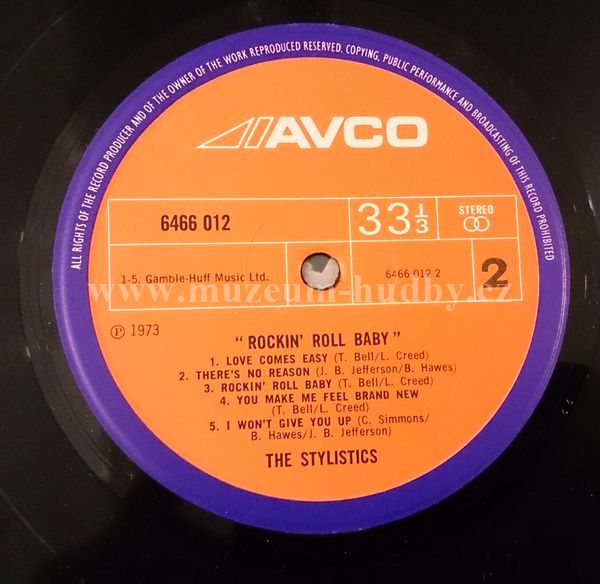 ALL RIGHTS OF THE RECORD PRODUCER AND OF THE OWNER OF THE WORK REPRODUCED RESERVED. COPYING, PUBLIC PERFORMANCE AND BROADCASTING OF THIS RECORD PROHIBITED
AVCO
6466 012
33 1/3
STEREO
1-5, Gamble-Huff Music Ltd.
6466 012 2
2
www.muzeum-hudby.cz
℗ 1973
"ROCKIN' ROLL BABY"
1. LOVE COMES EASY (T. Bell/L. Creed)
2. THERE'S NO REASON (J. B. Jefferson/B. Hawes)
3. ROCKIN' ROLL BABY (T. Bell/L. Creed)
4. YOU MAKE ME FEEL BRAND NEW
(T. Bell/L. Creed)
5. I WON'T GIVE YOU UP (C. Simmons/
B. Hawes/J. B. Jefferson)
THE STYLISTICS